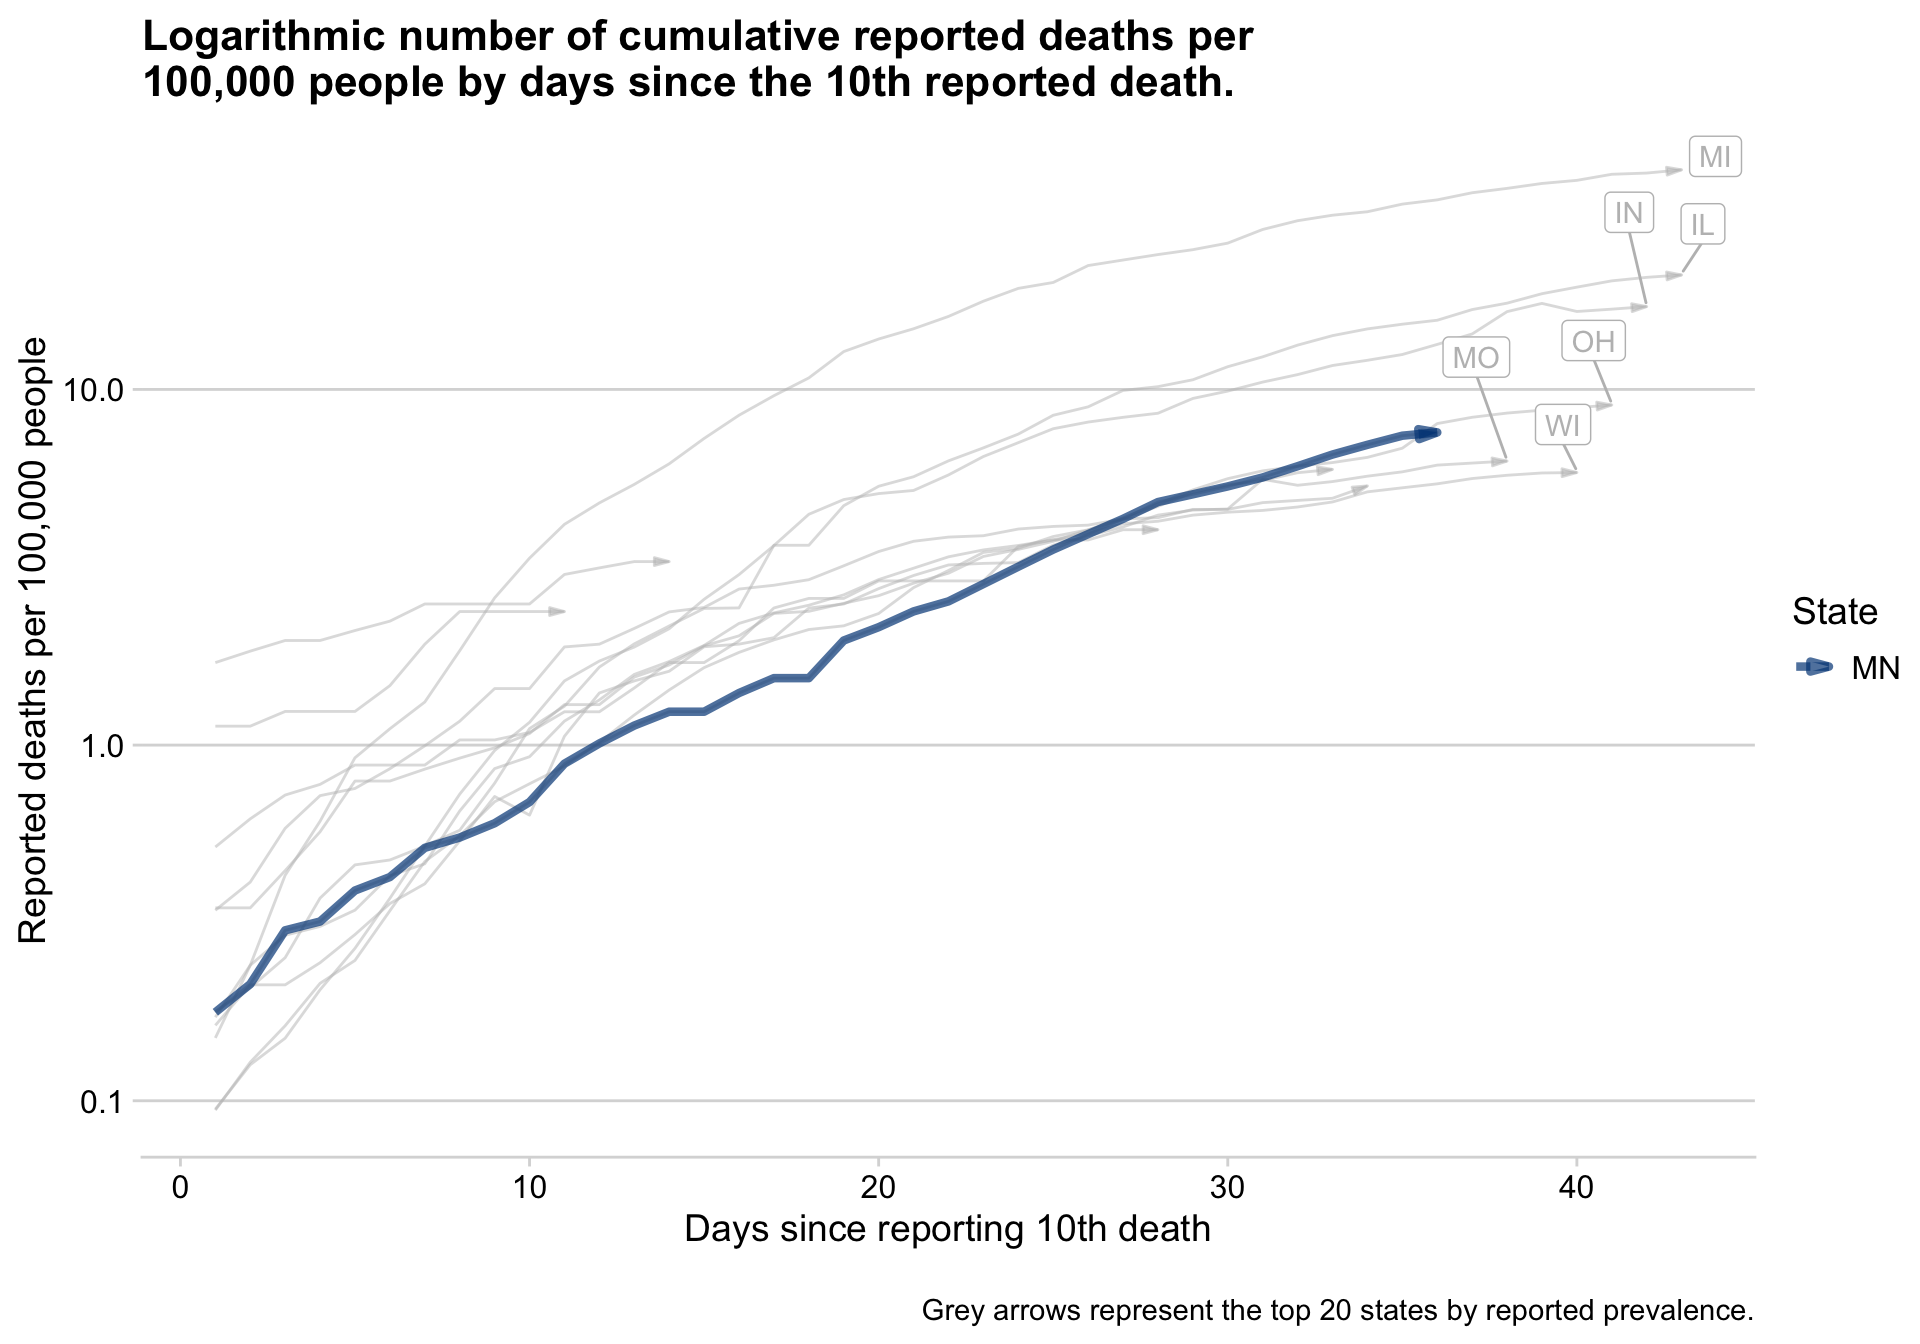 Logarithmic number of cumulative reported deaths per
100,000 people by days since the 10th reported death.
MI
IN
IL
OH
MO
WI
Reported deaths per 100,000 people
10.0
1.0
0.1
State
MN
0 10 20 30 40
Days since reporting 10th death
Grey arrows represent the top 20 states by reported prevalence.